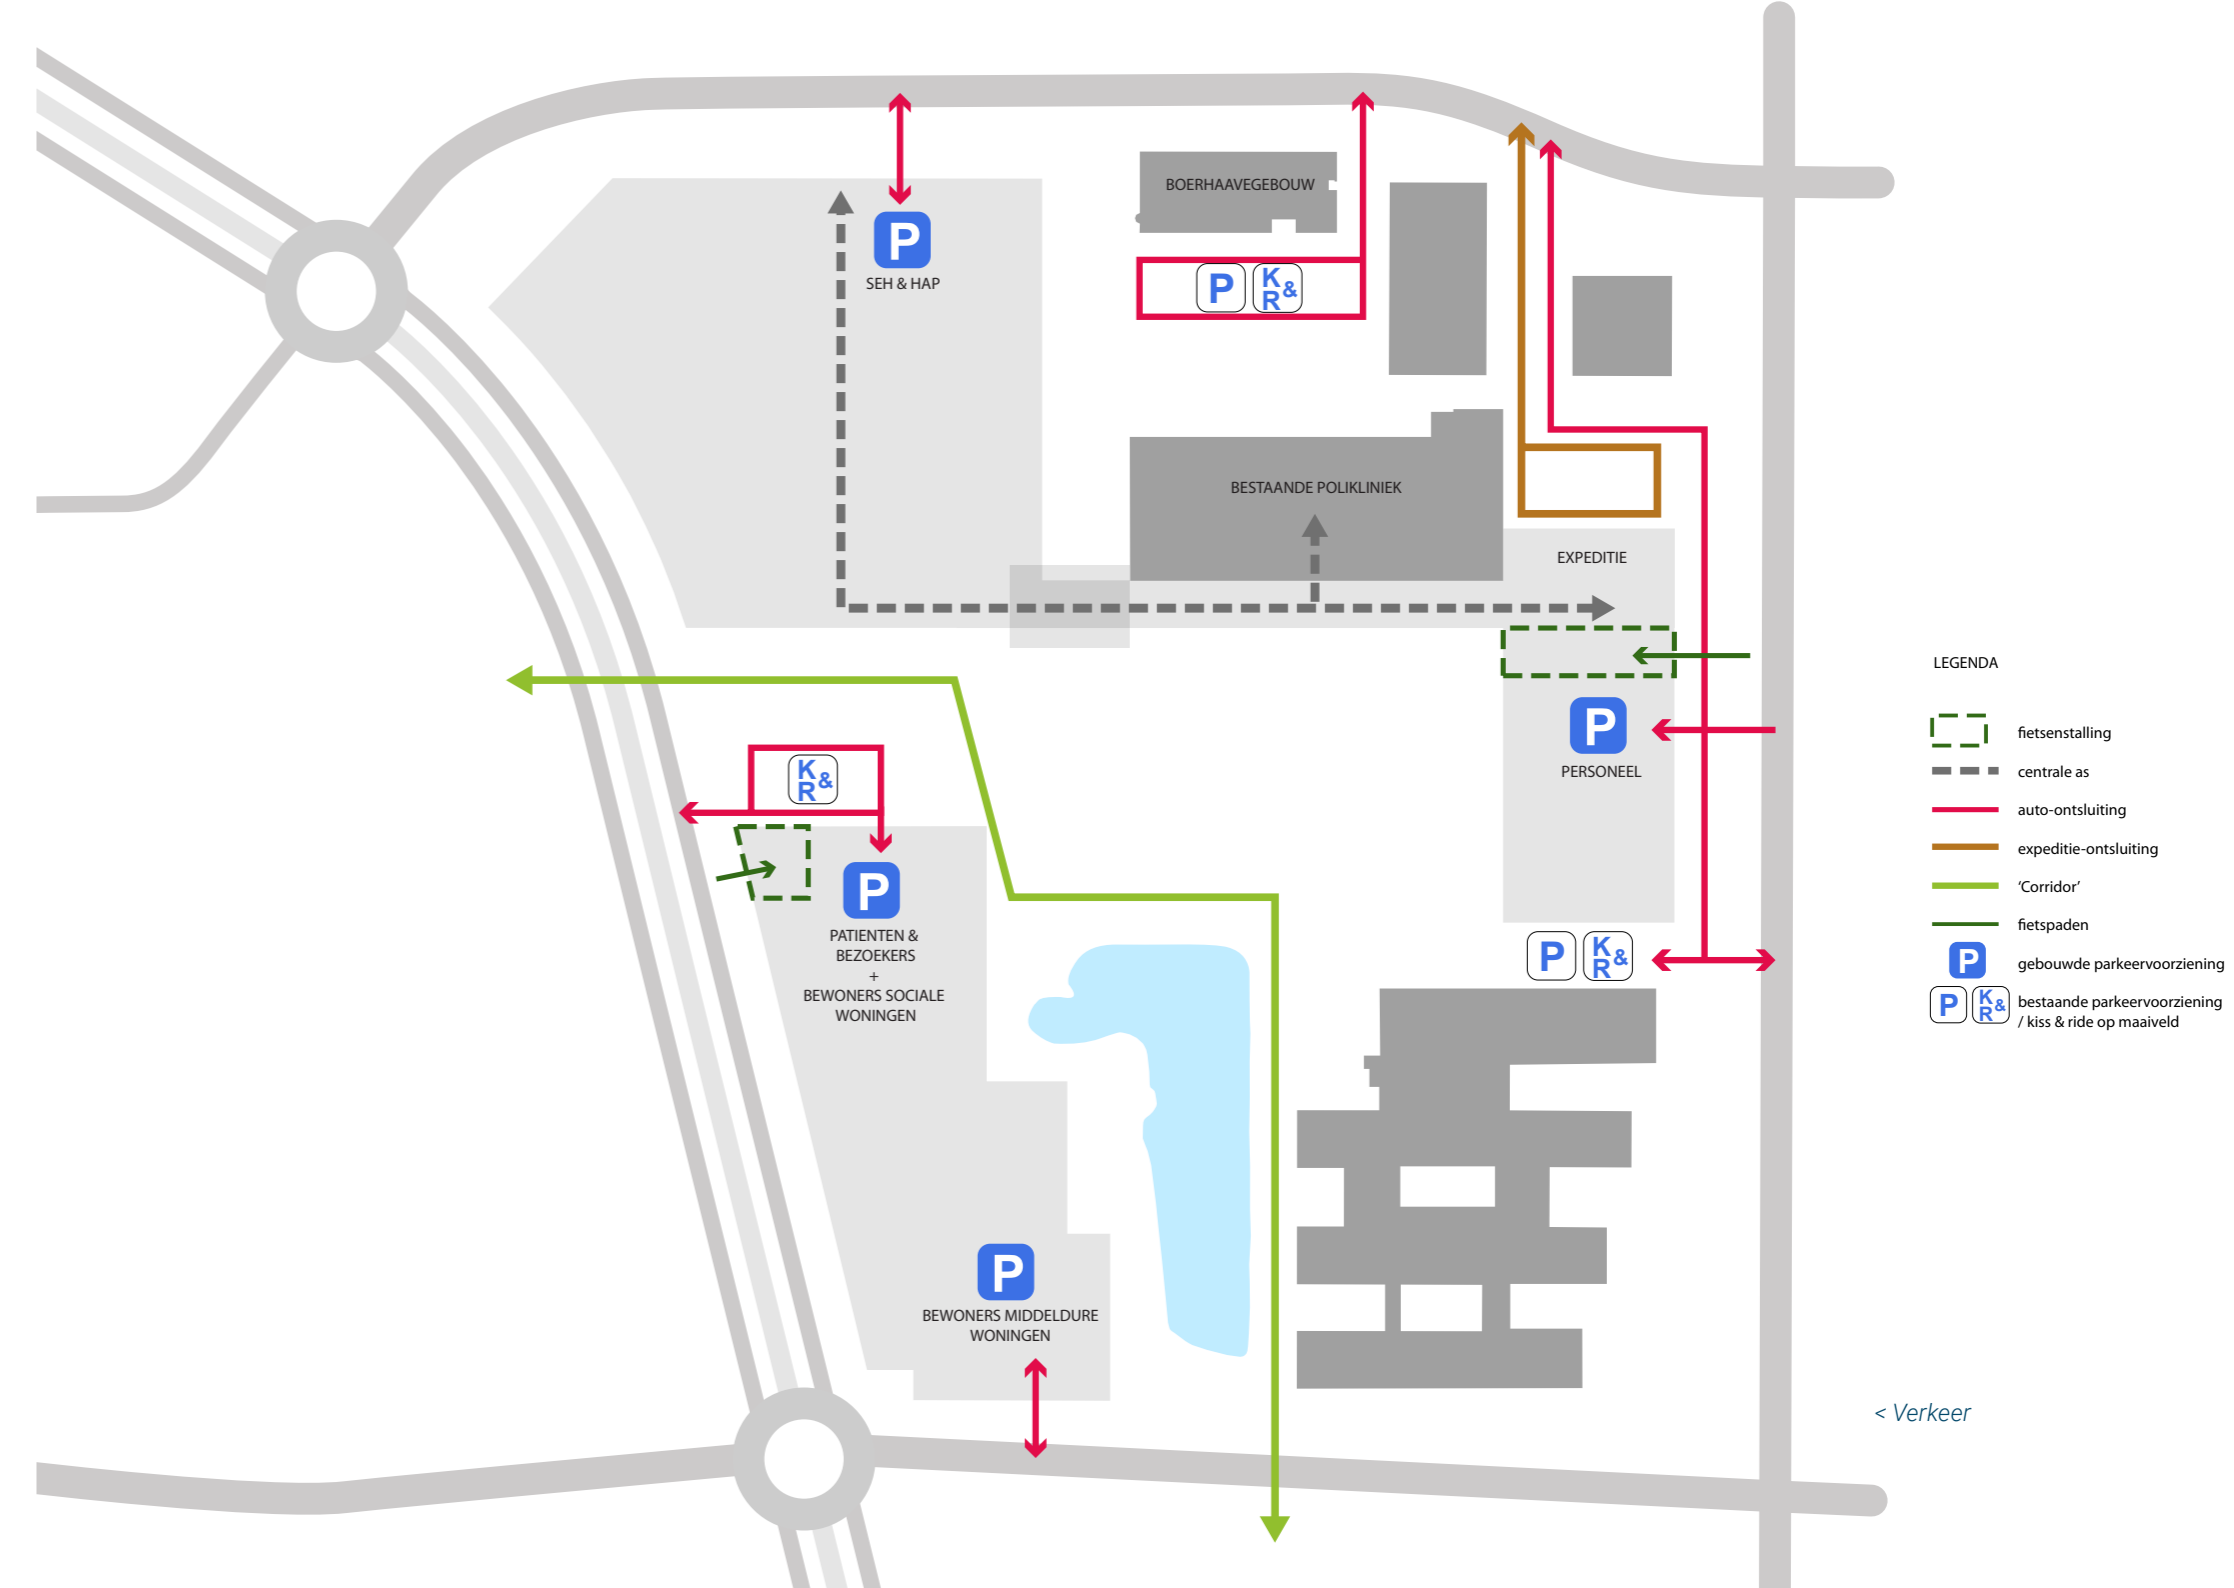 BOERHAAVEGEBOUW
P
SEH & HAP
P K&R
BESTAANDE POLIKLINIEK
EXPEDITIE
P
PERSONEEL
K&R
P
PATIENTEN &
BEZOEKERS
+
BEWONERS SOCIALE
WONINGEN
P K&R
P
BEWONERS MIDDELDURE
WONINGEN
LEGENDA
fietsenstalling
centrale as
auto-ontsluiting
expeditie-ontsluiting
‘Corridor’
fietspaden
P gebouwde parkeervoorziening
P K&R bestaande parkeervoorziening
/ kiss & ride op maaiveld
< Verkeer